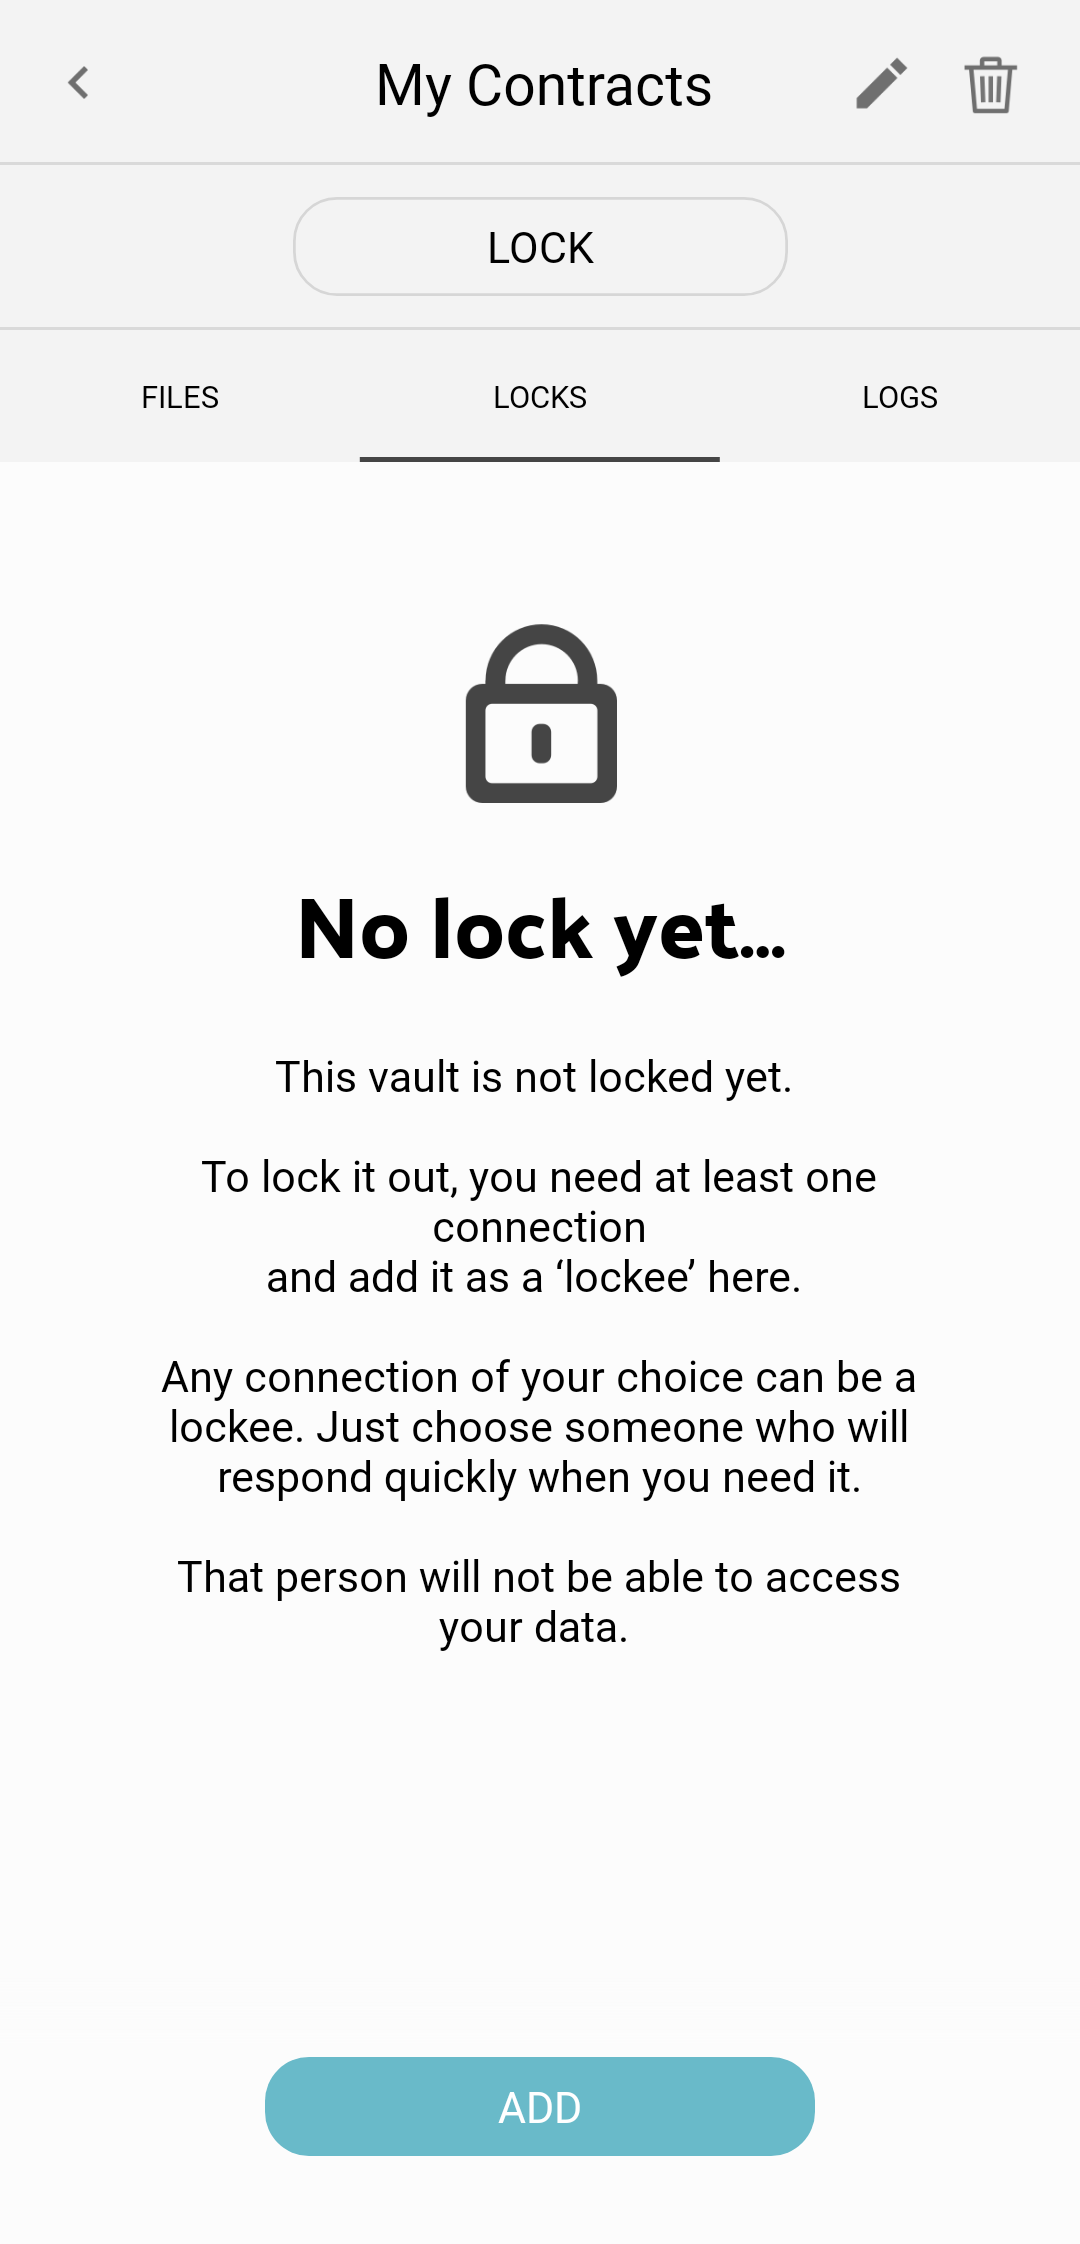 My Contracts
LOCK
FILES
LOCKS
LOGS
No lock yet...
This vault is not locked yet.
To lock it out, you need at least one
connection
and add it as a ‘lockee’ here.
Any connection of your choice can be a
lockee. Just choose someone who will
respond quickly when you need it.
That person will not be able to access
your data.
ADD